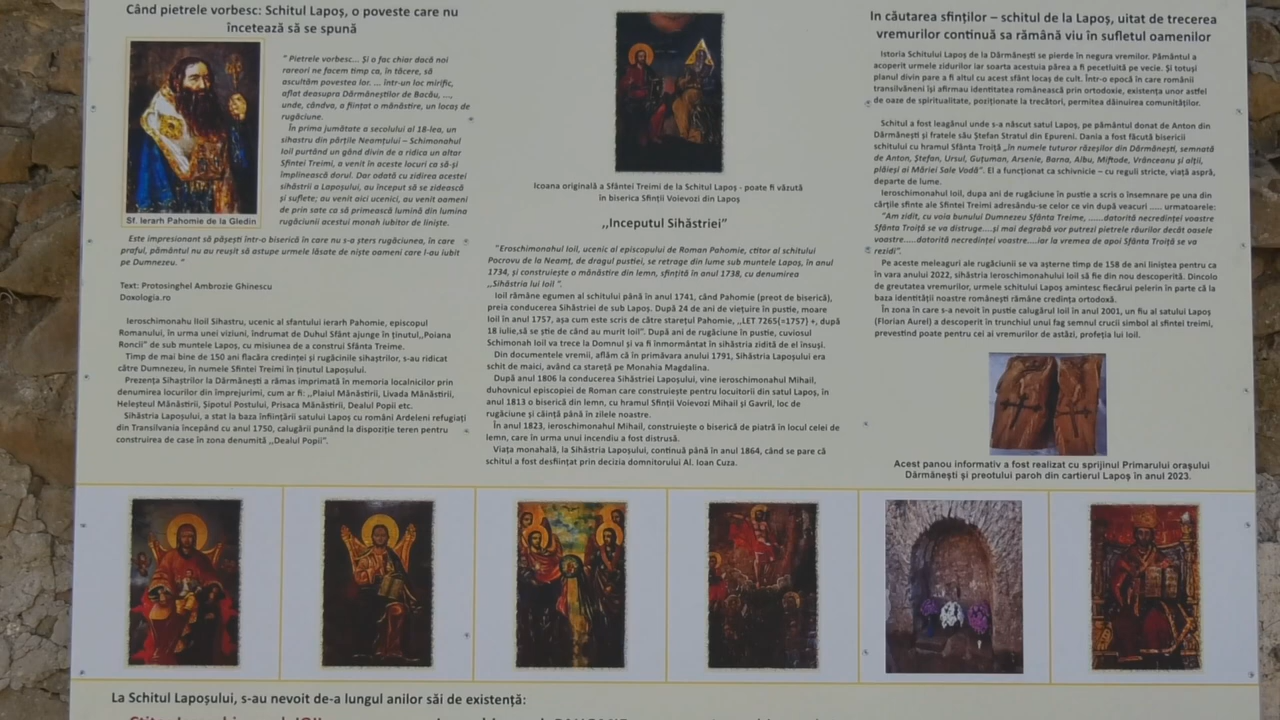 Când pietrele vorbesc: Schitul Lapoș, o poveste care nu
încetează să se spună
" Pietrele vorbesc... Și o fac chiar dacă noi
rareori ne facem timp ca, în tăcere, să
ascultăm povestea lor. ... într-un loc mirific,
aflat deasupra Dărmăneștilor de Bacău, ...,
unde, cândva, a ființat o mănăstire, un locaș de
rugăciune.
În prima jumătate a secolului al 18-lea, un
sihastru din părțile Neamțului – Schimonahul
Ioil purtând un gând divin de a ridica un altar
Sfintei Treimi, a venit în aceste locuri ca să-și
împlinească dorul. Dar odată cu zidirea acestei
sihăstrii a Lapoșului, au început să se zidească
și suflete; au venit aici ucenici, au venit oameni
de prin sate ca să primească lumină din lumina
rugăciunii acestui monah iubitor de liniște.
Sf. Ierarh Pahomie de la Gledin
Este impresionant să pășești într-o biserică în care nu s-a șters rugăciunea, în care
praful, pământul nu au reușit să astupe urmele lăsate de niște oameni care l-au iubit
pe Dumnezeu. "
Text: Protosinghel Ambrozie Ghinescu
Doxologia.ro
Ieroschimonahu Iloil Sihastru, ucenic al sfantului ierarh Pahomie, episcopul
Romanului, în urma unei viziuni, îndrumat de Duhul Sfânt ajunge în ținutul„Poiana
Roncii" de sub muntele Lapoș, cu misiunea de a construi Sfânta Treime.
Timp de mai bine de 150 ani flacăra credinței și rugăcinile sihaștrilor, s-au ridicat
către Dumnezeu, în numele Sfintei Treimi în ținutul Lapoșului.
Prezența Sihaștrilor la Dărmănești a rămas imprimată în memoria localnicilor prin
denumirea locurilor din împrejurimi, cum ar fi: ,,Plaiul Mănăstirii, Livada Mănăstirii,
Heleșteul Mănăstirii, Șipotul Postului, Prisaca Mănăstirii, Dealul Popii etc.
Sihăstria Lapoșului, a stat la baza înființării satului Lapoș cu români Ardeleni refugiați
din Transilvania începând cu anul 1750, calugării punând la dispoziție teren pentru
construirea de case în zona denumită ,,Dealul Popii".
Icoana originală a Sfântei Treimi de la Schitul Lapoș - poate fi văzută
în biserica Sfinții Voievozi din Lapoș
,,Inceputul Sihăstriei"
"Eroschimonahul Ioil, ucenic al episcopului de Roman Pahomie, ctitor al schitului
Pocrovu de la Neamț, de dragul pustiei, se retrage din lume sub muntele Lapoș, în anul
1734, și construiește o mănăstire din lemn, sfințită în anul 1738, cu denumirea
,,Sihăstria lui Ioil ".
Ioil rămâne egumen al schitului până în anul 1741, când Pahomie (preot de biserică),
preia conducerea Sihăstriei de sub Lapoș. După 24 de ani de viețuire în pustie, moare
Ioil în anul 1757, așa cum este scris de către starețul Pahomie, ,,LET 7265(=1757) +, după
18 Iulie,să se știe de când au murit Ioil". După ani de rugăciune în pustie, cuviosul
Schimonah Ioil va trece la Domnul și va fi înmormântat în sihăstria zidită de el însuși.
Din documentele vremii, aflăm că în primăvara anului 1791, Sihăstria Lapoșului era
schit de maici, având ca stareță pe Monahia Magdalina.
După anul 1806 la conducerea Sihăstriei Lapoșului, vine ieroschimonahul Mihail,
duhovnicul episcopiei de Roman care construiește pentru locuitorii din satul Lapoș, în
anul 1813 o biserică din lemn, cu hramul Sfinții Voievozi Mihail și Gavril, loc de
rugăciune și căință până în zilele noastre.
În anul 1823, ieroschimonahul Mihail, construiește o biserică de piatră în locul celei de
lemn, care în urma unui incendiu a fost distrusă.
Viața monahală, la Sihăstria Lapoșului, continuă până în anul 1864, când se pare că
schitul a fost desființat prin decizia domnitorului Al. Ioan Cuza.
In căutarea sfinților – schitul de la Lapoș, uitat de trecerea
vremurilor continuă sa rămână viu în sufletul oamenilor
Istoria Schitului Lapoș de la Dărmănești se pierde în negura vremilor. Pământul a
acoperit urmele zidurilor iar soarta acestuia părea a fi pecetluită pe vecie. Și totuși
planul divin pare a fi altul cu acest sfânt locaș de cult. Într-o epocă în care românii
transilvăneni își afirmau identitatea românească prin ortodoxie, existența unor astfel
de oaze de spiritualitate, poziționate la trecători, permitea dăinuirea comunităților.
Schitul a fost leagănul unde s-a născut satul Lapoș, pe pământul donat de Anton din
Dărmănești și fratele său Ștefan Stratul din Epureni. Dania a fost făcută bisericii
schitului cu hramul Sfânta Troiță „în numele tuturor răzeșilor din Dărmănești, semnată
de Anton, Ștefan, Ursul, Guțuman, Arsenie, Barna, Albu, Miftode, Vrânceanu și alții,
plăieși ai Măriei Sale Vodă". El a funcționat ca schivnicie – cu reguli stricte, viață aspră,
departe de lume.
Ieroschimonahul Ioil, dupa ani de rugăciune în pustie a scris o însemnare pe una din
cărțile sfinte ale Sfintei Treimi adresându-se celor ce vin după veacuri ..... urmatoarele:
"Am zidit, cu voia bunului Dumnezeu Sfânta Treime, ......datorită necredinței voastre
Sfânta Troiță se va distruge....și mai degrabă vor putrezi pietrele râurilor decât oasele
voastre.....datorită necredinței voastre....iar la vremea de apoi Sfânta Troiță se va
rezidi".
Pe aceste meleaguri ale rugăciunii se va așterne timp de 158 de ani liniștea pentru ca
in vara anului 2022, sihăstria Ieroschimonahului Ioil să fie din nou descoperită. Dincolo
de greutatea vremurilor, urmele schitului Lapoș amintesc fiecărui pelerin în parte că la
baza identității noastre românești rămâne credința ortodoxă.
În zona în care s-a nevoit în pustie calugărul Ioil în anul 2001, un fiu al satului Lapoș
(Florian Aurel) a descoperit în trunchiul unui fag semnul crucii simbol al sfintei treimi,
prevestind poate pentru cei ai vremurilor de astăzi, profeția lui Ioil.
Acest panou informativ a fost realizat cu sprijinul Primarului orașului
Dărmănești și preotului paroh din cartierul Lapoș în anul 2023.
La Schitul Lapoșului, s-au nevoit de-a lungul anilor săi de existență: